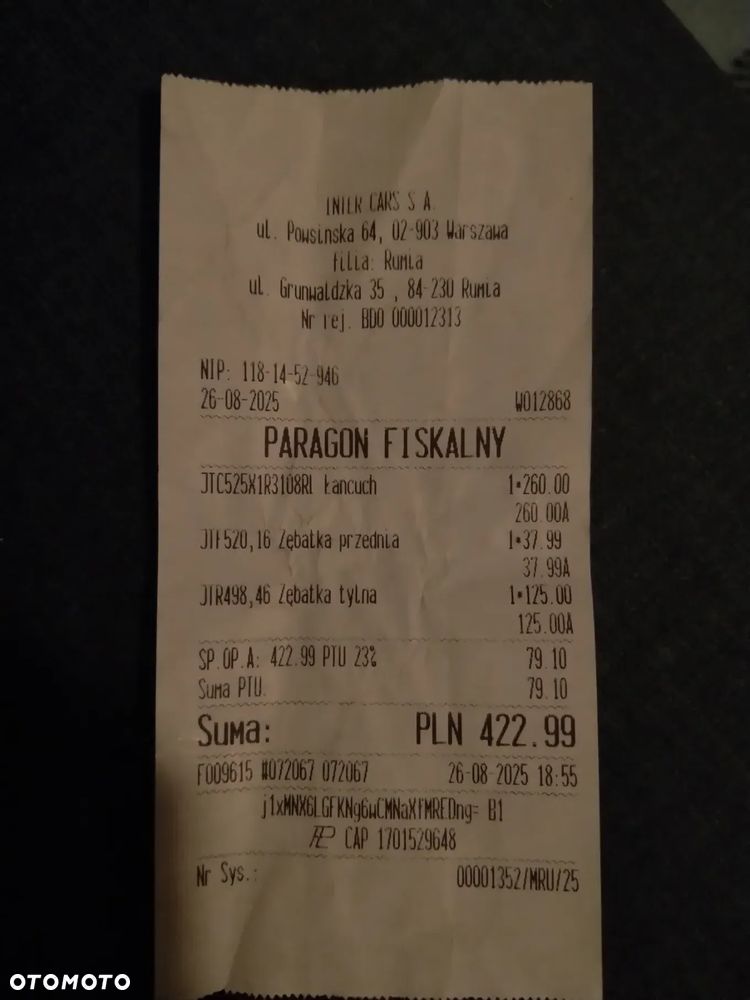 INTER CARS S A.
ul. Powsinska 64, 02-903 Warszawa
filia: Rumia
ul. Grunwaldzka 35 , 84-230 Rumia
Nr rej. BDO 000012313
NIP: 118-14-52-946
26-08-2025 W012868
PARAGON FISKALNY
JTC525X1R3108RL Łancuch 1*260.00
260.00A
JTF520,16 Zębatka przednia 1*37.99
37.99A
JTR498,46 Zębatka tylna 1*125.00
125.00A
SP.OP.A: 422.99 PTU 23% 79.10
Suma PTU. 79.10
Suma: PLN 422.99
F009615 #072067 072067 26-08-2025 18:55
j1xMNX6LGFKNg6wCMNaXfMREDng= B1
CAP 1701529648
Nr Sys.: 00001352/MRU/25
OTOMOTO